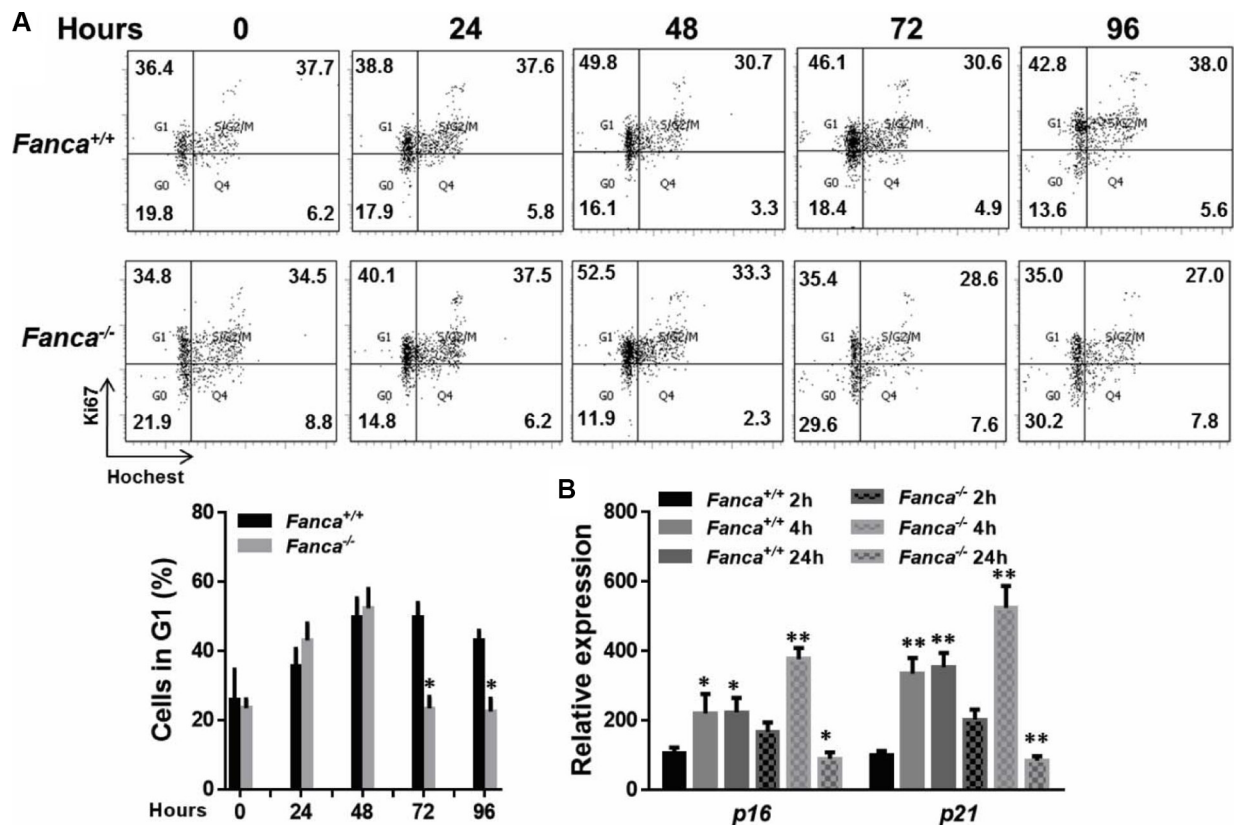 A
Hours 0 24 48 72 96
Fanca+/+
36.4 37.7
G1 S/G2/M
G0 Q4
19.8 6.2
38.8 37.6
G1 S/G2/M
G0 Q4
17.9 5.8
49.8 30.7
G1 S/G2/M
G0 Q4
16.1 3.3
46.1 30.6
G1 S/G2/M
G0 Q4
18.4 4.9
42.8 38.0
G1 S/G2/M
G0 Q4
13.6 5.6
Fanca-/-
34.8 34.5
G1 S/G2/M
G0 Q4
21.9 8.8
40.1 37.5
G1 S/G2/M
G0 Q4
14.8 6.2
52.5 33.3
G1 S/G2/M
G0 Q4
11.9 2.3
35.4 28.6
G1 S/G2/M
G0 Q4
29.6 7.6
35.0 27.0
G1 S/G2/M
G0 Q4
30.2 7.8
Ki67
Hochest
Cells in G1 (%)
80
60
40
20
0
Fanca+/+
Fanca-/-
* *
Hours 0 24 48 72 96
B
Relative expression
800
600
400
200
0
Fanca+/+ 2h
Fanca+/+ 4h
Fanca+/+ 24h
Fanca-/- 2h
Fanca-/- 4h
Fanca-/- 24h
* * ** * ** ** ** **
p16 p21